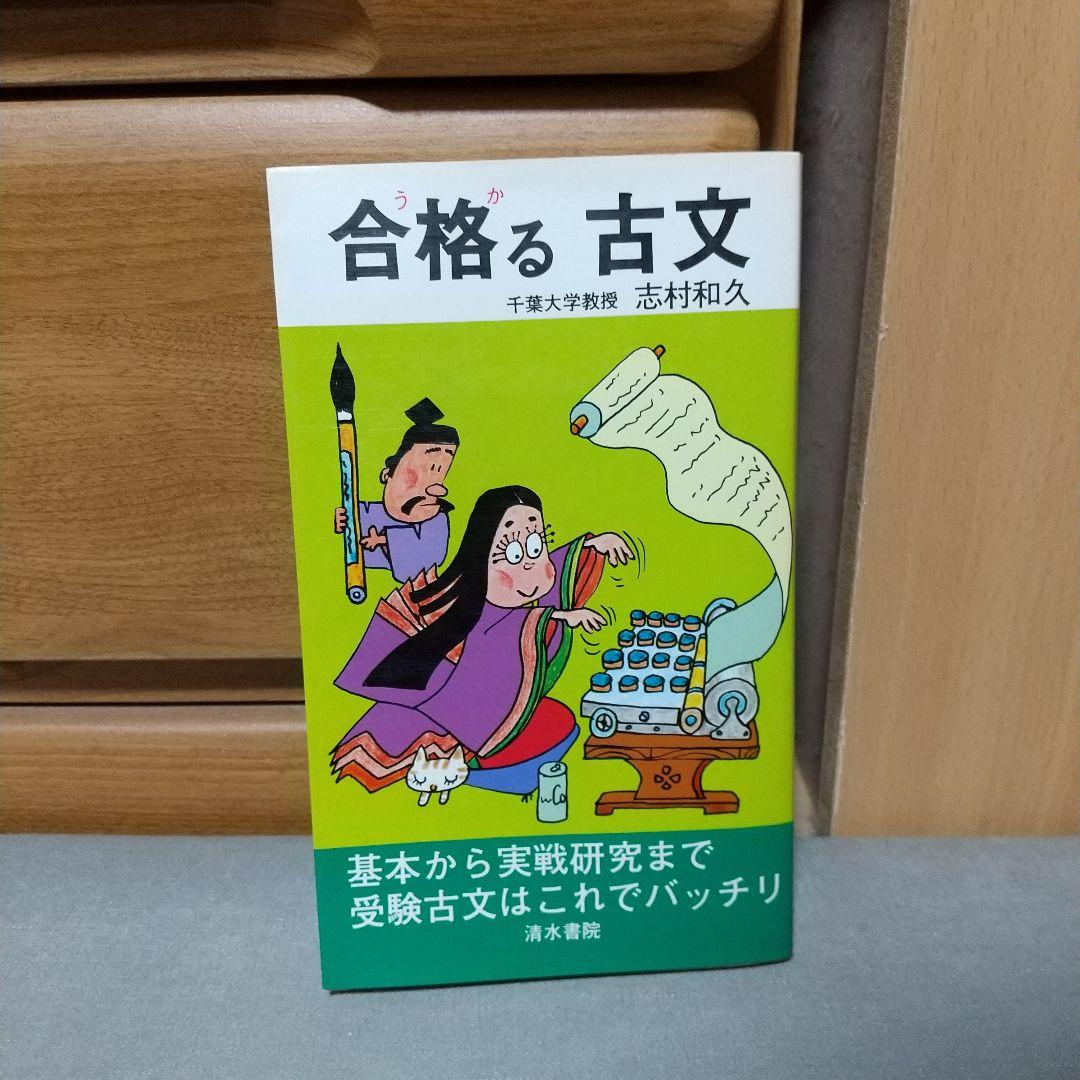 うか
合格る 古文
千葉大学教授 志村和久
基本から実戦研究まで
受験古文はこれでバッチリ
清水書院